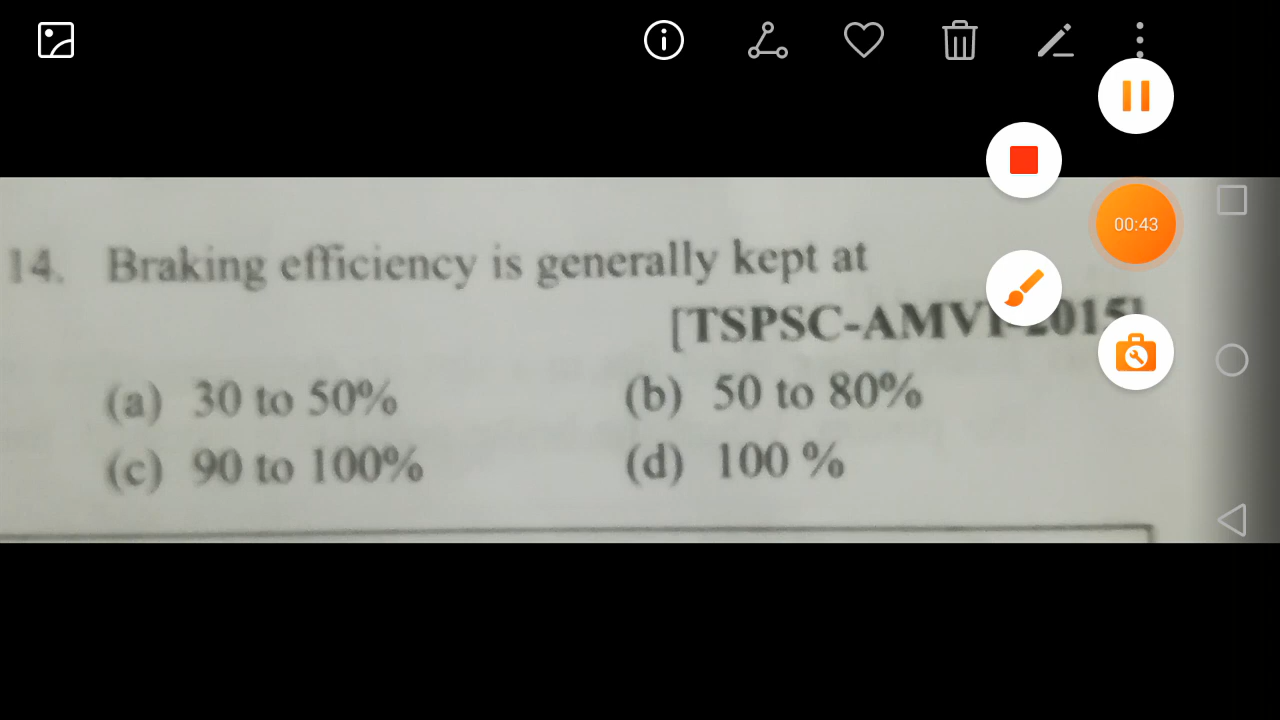 00:43
14. Braking efficiency is generally kept at
[TSPSC-AMVI-2015]
(a) 30 to 50% (b) 50 to 80%
(c) 90 to 100% (d) 100 %